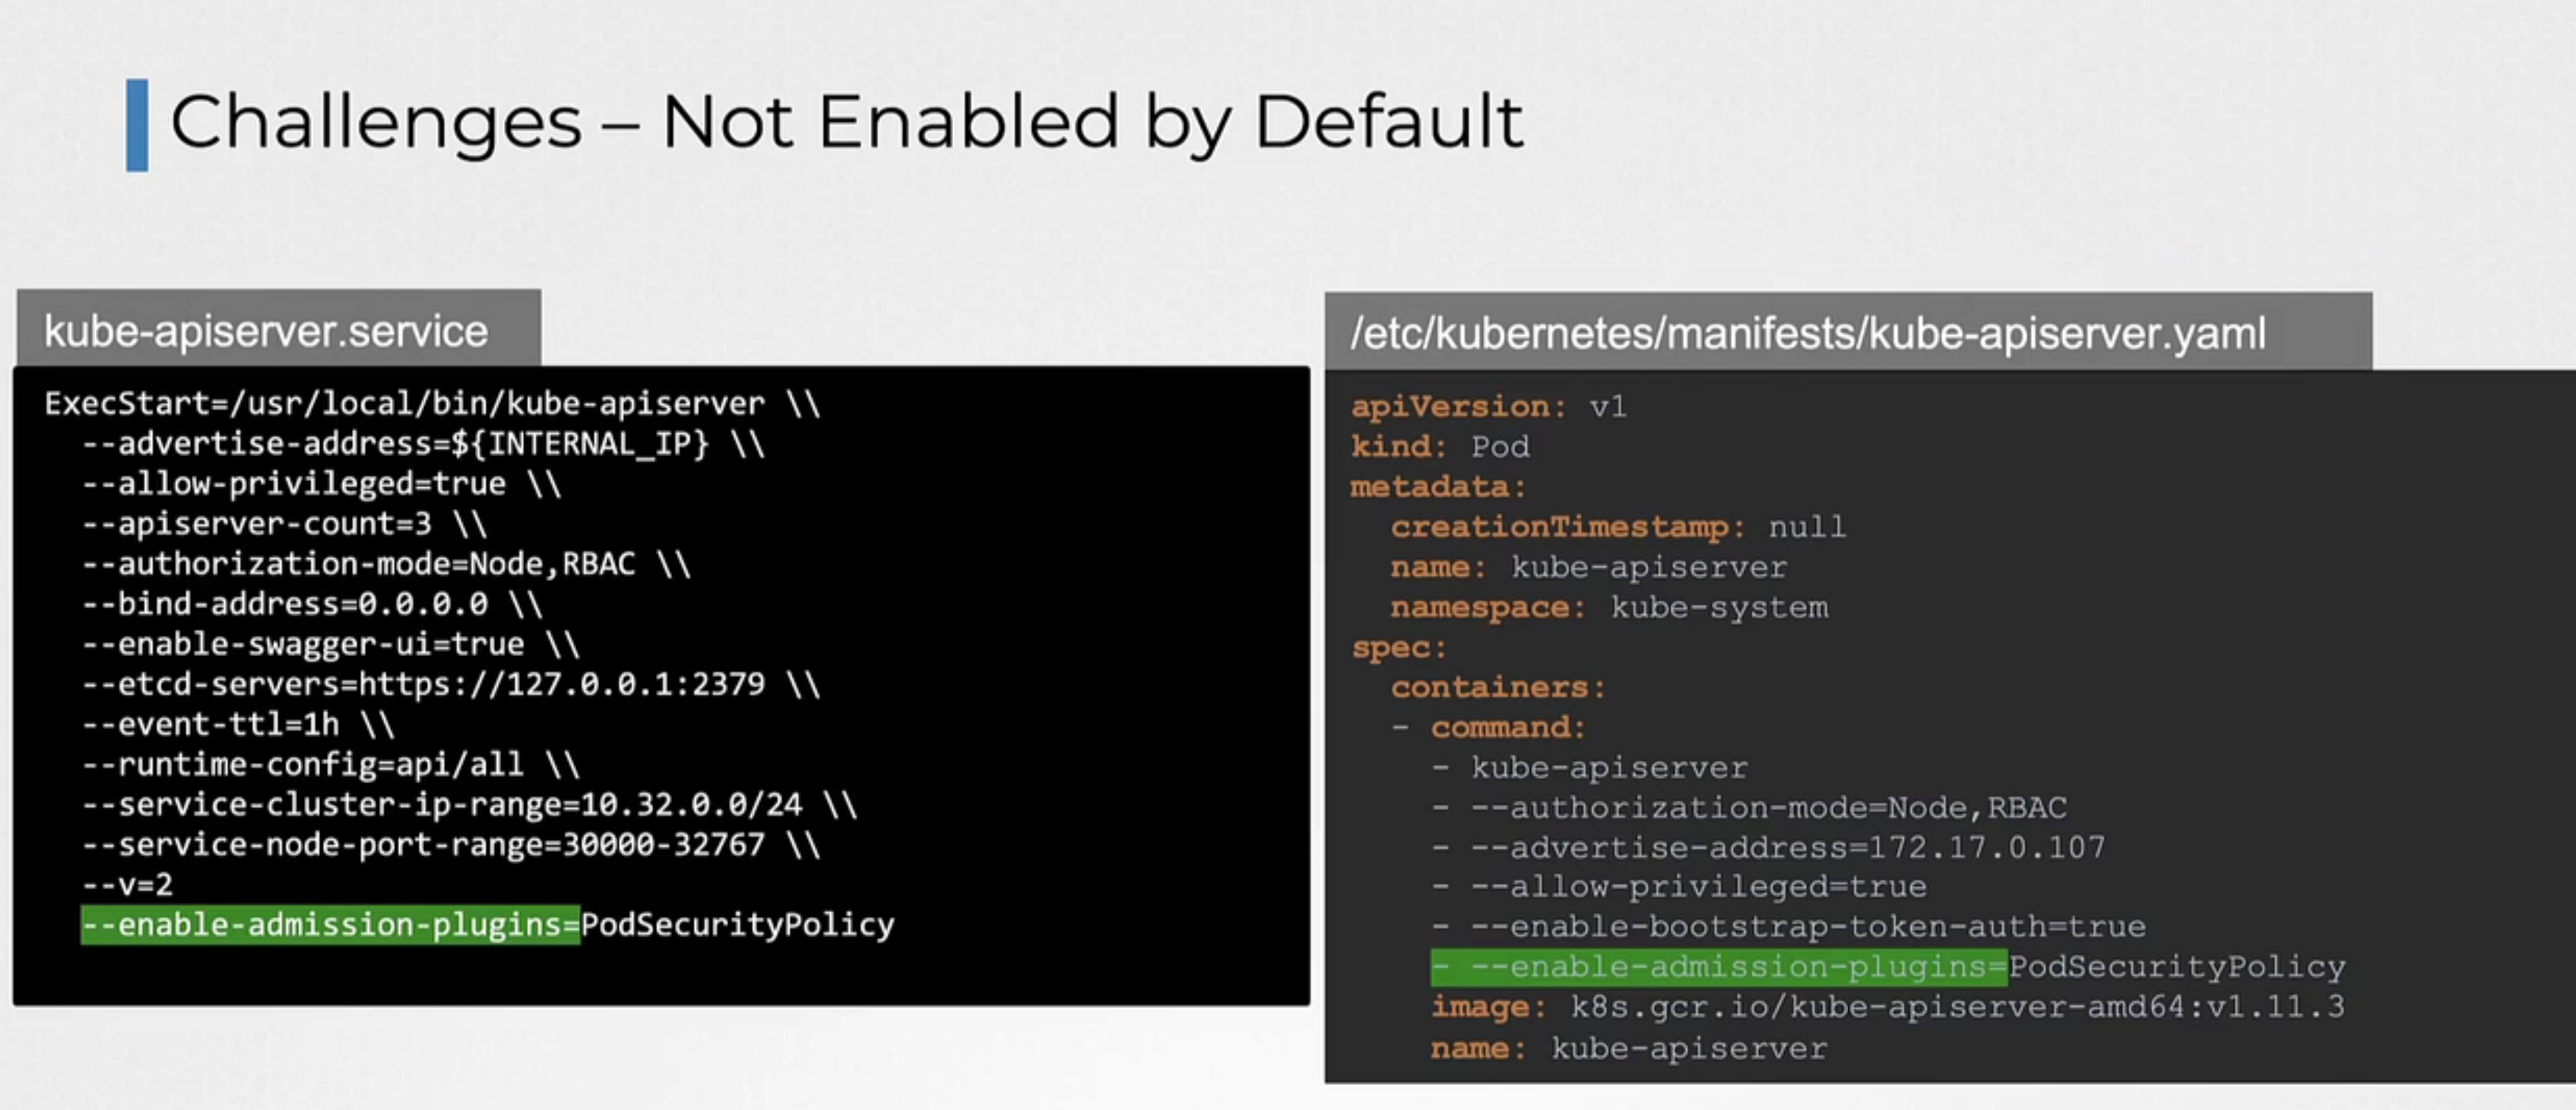 Challenges – Not Enabled by Default
kube-apiserver.service
ExecStart=/usr/local/bin/kube-apiserver \\
--advertise-address=${INTERNAL_IP} \\
--allow-privileged=true \\
--apiserver-count=3 \\
--authorization-mode=Node,RBAC \\
--bind-address=0.0.0.0 \\
--enable-swagger-ui=true \\
--etcd-servers=https://127.0.0.1:2379 \\
--event-ttl=1h \\
--runtime-config=api/all \\
--service-cluster-ip-range=10.32.0.0/24 \\
--service-node-port-range=30000-32767 \\
--v=2
--enable-admission-plugins=PodSecurityPolicy
/etc/kubernetes/manifests/kube-apiserver.yaml
apiVersion: v1
kind: Pod
metadata:
creationTimestamp: null
name: kube-apiserver
namespace: kube-system
spec:
containers:
- command:
- kube-apiserver
- --authorization-mode=Node,RBAC
- --advertise-address=172.17.0.107
- --allow-privileged=true
- --enable-bootstrap-token-auth=true
- --enable-admission-plugins=PodSecurityPolicy
image: k8s.gcr.io/kube-apiserver-amd64:v1.11.3
name: kube-apiserver